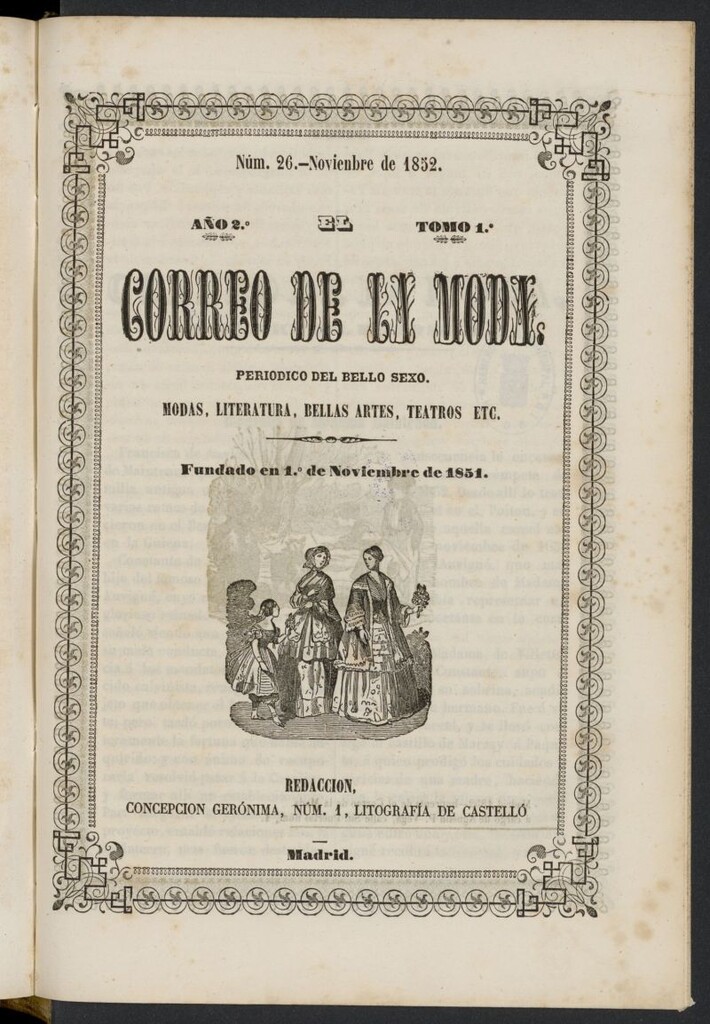 Núm. 26.—Novienbre de 1852.
AÑO 2.º EL TOMO 1.º
CORREO DE LA MODA.
PERIODICO DEL BELLO SEXO.
MODAS, LITERATURA, BELLAS ARTES, TEATROS ETC.
Fundado en 1.º de Noviembre de 1851.
REDACCION,
CONCEPCION GERÓNIMA, NÚM. 1, LITOGRAFÍA DE CASTELLÓ
Madrid.